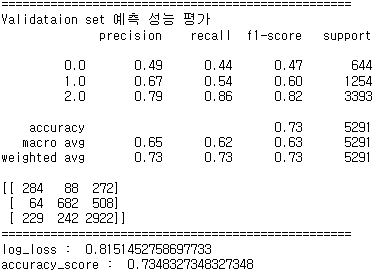 ==================================================
Validataion set 예측 성능 평가
precision recall f1-score support
0.0 0.49 0.44 0.47 644
1.0 0.67 0.54 0.60 1254
2.0 0.79 0.86 0.82 3393
accuracy 0.73 5291
macro avg 0.65 0.62 0.63 5291
weighted avg 0.73 0.73 0.73 5291
[[ 284 88 272]
[ 64 682 508]
[ 229 242 2922]]
==================================================
log_loss : 0.8151452758697733
accuracy_score : 0.7348327348327348